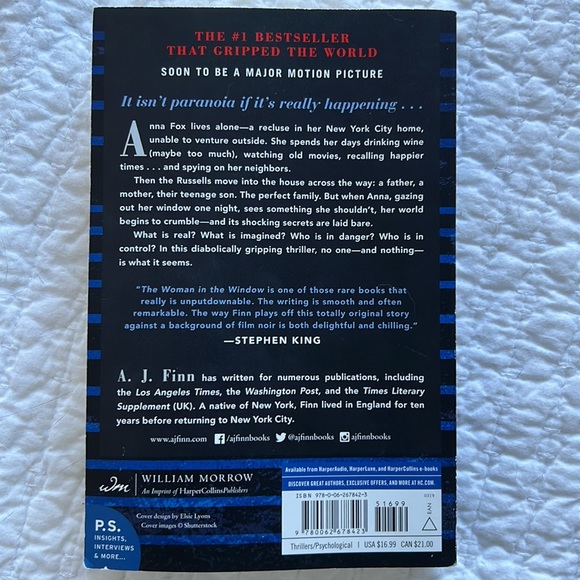 THE #1 BESTSELLER
THAT GRIPPED THE WORLD
SOON TO BE A MAJOR MOTION PICTURE
It isn't paranoia if it's really happening . . .
Anna Fox lives alone—a recluse in her New York City home,
unable to venture outside. She spends her days drinking wine
(maybe too much), watching old movies, recalling happier
times . . . and spying on her neighbors.
Then the Russells move into the house across the way: a father, a
mother, their teenage son. The perfect family. But when Anna, gazing
out her window one night, sees something she shouldn't, her world
begins to crumble—and its shocking secrets are laid bare.
What is real? What is imagined? Who is in danger? Who is in
control? In this diabolically gripping thriller, no one—and nothing—
is what it seems.
"The Woman in the Window is one of those rare books that
really is unputdownable. The writing is smooth and often
remarkable. The way Finn plays off this totally original story
against a background of film noir is both delightful and chilling."
—STEPHEN KING
A. J. Finn has written for numerous publications, including
the Los Angeles Times, the Washington Post, and the Times Literary
Supplement (UK). A native of New York, Finn lived in England for ten
years before returning to New York City.
www.ajfinn.com f /ajfinnbooks @ajfinnbooks ajfinnbooks
wm WILLIAM MORROW
An Imprint of HarperCollinsPublishers
Available from HarperAudio, HarperLuxe, and HarperCollins e-books
DISCOVER GREAT AUTHORS, EXCLUSIVE OFFERS, AND MORE AT HC.COM.
P.S.
INSIGHTS,
INTERVIEWS
& MORE...
Cover design by Elsie Lyons
Cover images © Shutterstock
ISBN 978-0-06-267842-3
51699
9 780062 678423
0319
EAN
Thrillers/Psychological USA $16.99 CAN $21.00